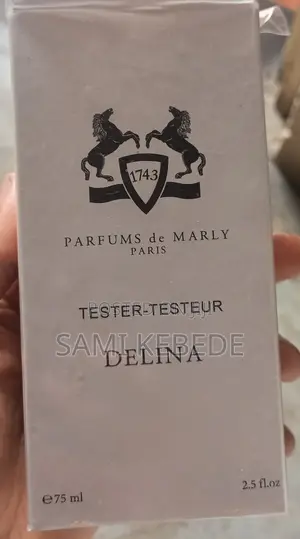 1743
PARFUMS de MARLY
PARIS
TESTER-TESTEUR
SAMI KEBEDE
DELINA
℮75 ml
2.5 fl.oz